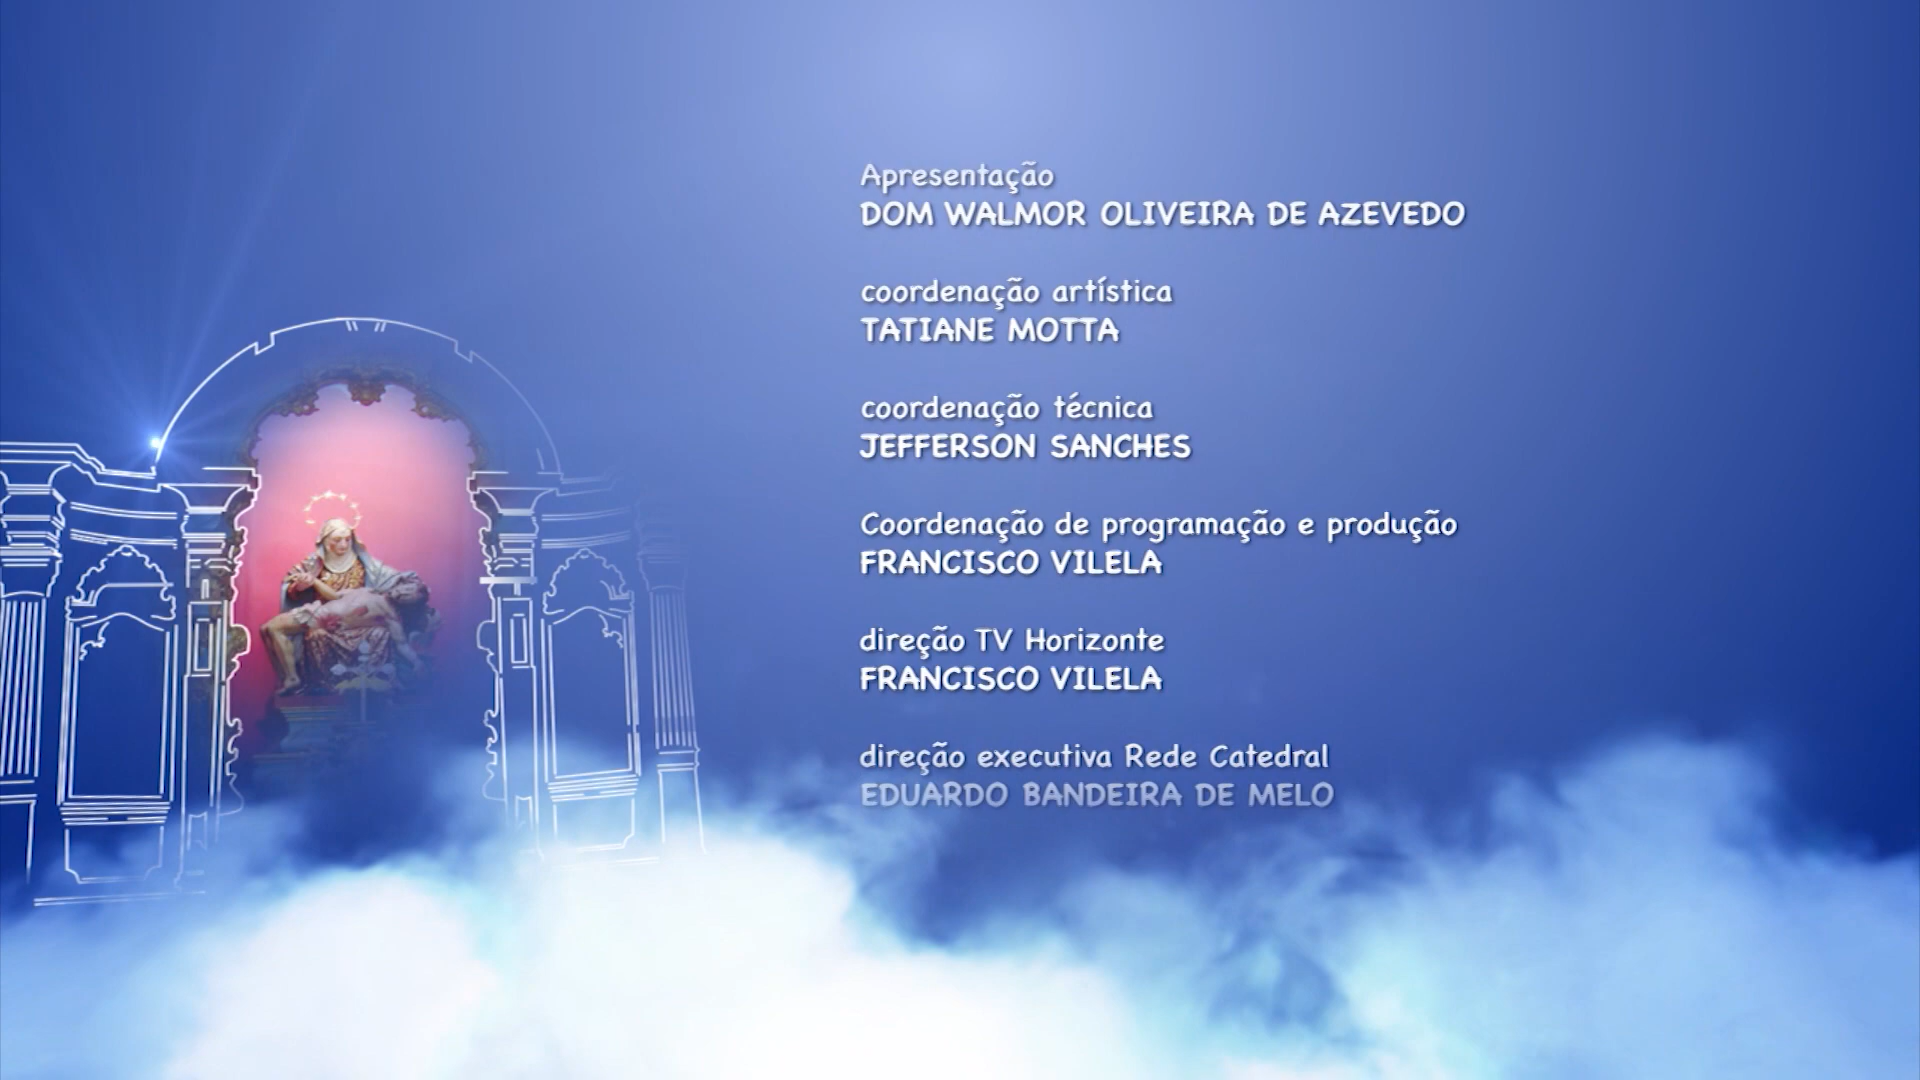 Apresentação
DOM WALMOR OLIVEIRA DE AZEVEDO
coordenação artística
TATIANE MOTTA
coordenação técnica
JEFFERSON SANCHES
Coordenação de programação e produção
FRANCISCO VILELA
direção TV Horizonte
FRANCISCO VILELA
direção executiva Rede Catedral
EDUARDO BANDEIRA DE MELO